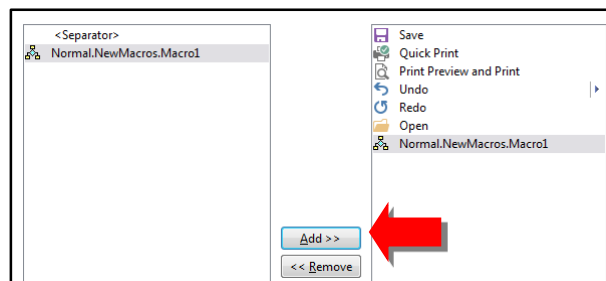 <Separator>
Normal.NewMacros.Macro1
Save
Quick Print
Print Preview and Print
Undo
Redo
Open
Normal.NewMacros.Macro1
Add >>
<< Remove